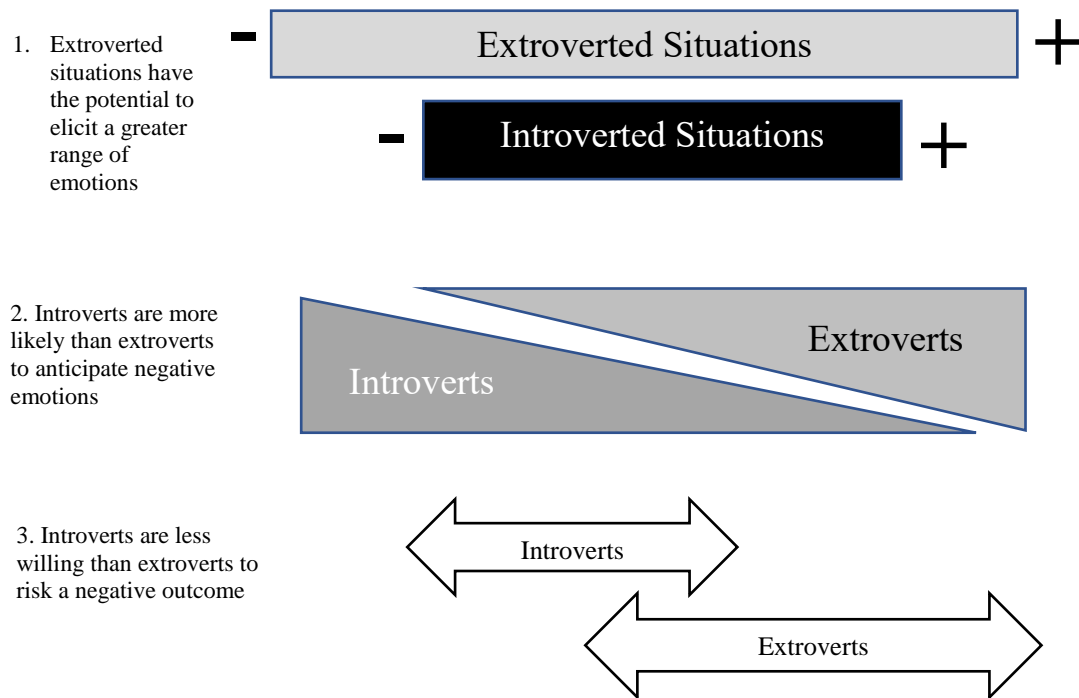 1. Extroverted
situations have
the potential to
elicit a greater
range of
emotions
- Extroverted Situations +
- Introverted Situations +
2. Introverts are more
likely than extroverts
to anticipate negative
emotions
Extroverts
Introverts
3. Introverts are less
willing than extroverts to
risk a negative outcome
Introverts
Extroverts